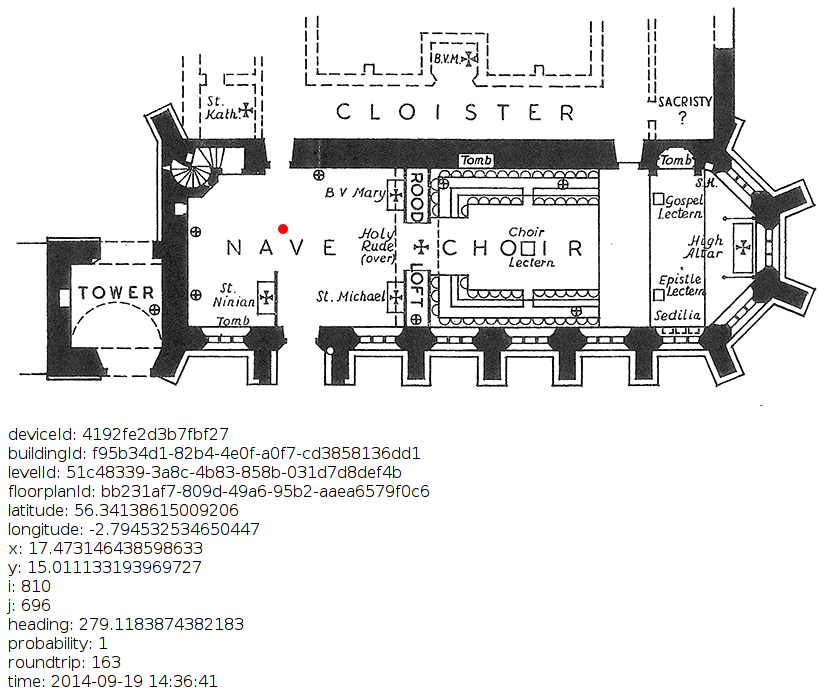 B.V.M.
St.
Kath.
CLOISTER
SACRISTY
?
Tomb
Tomb
S.H.
B V Mary
ROOD
Gospel
Lectern
Holy
Rude
(over)
NAVE
CHOIR
Choir
Lectern
High
Altar
TOWER
St.
Ninian
St. Michael
LOFT
Epistle
Lectern
Tomb
Sedilia
deviceId: 4192fe2d3b7fbf27
buildingId: f95b34d1-82b4-4e0f-a0f7-cd3858136dd1
levelId: 51c48339-3a8c-4b83-858b-031d7d8def4b
floorplanId: bb231af7-809d-49a6-95b2-aaea6579f0c6
latitude: 56.34138615009206
longitude: -2.794532534650447
x: 17.473146438598633
y: 15.011133193969727
i: 810
j: 696
heading: 279.1183874382183
probability: 1
roundtrip: 163
time: 2014-09-19 14:36:41